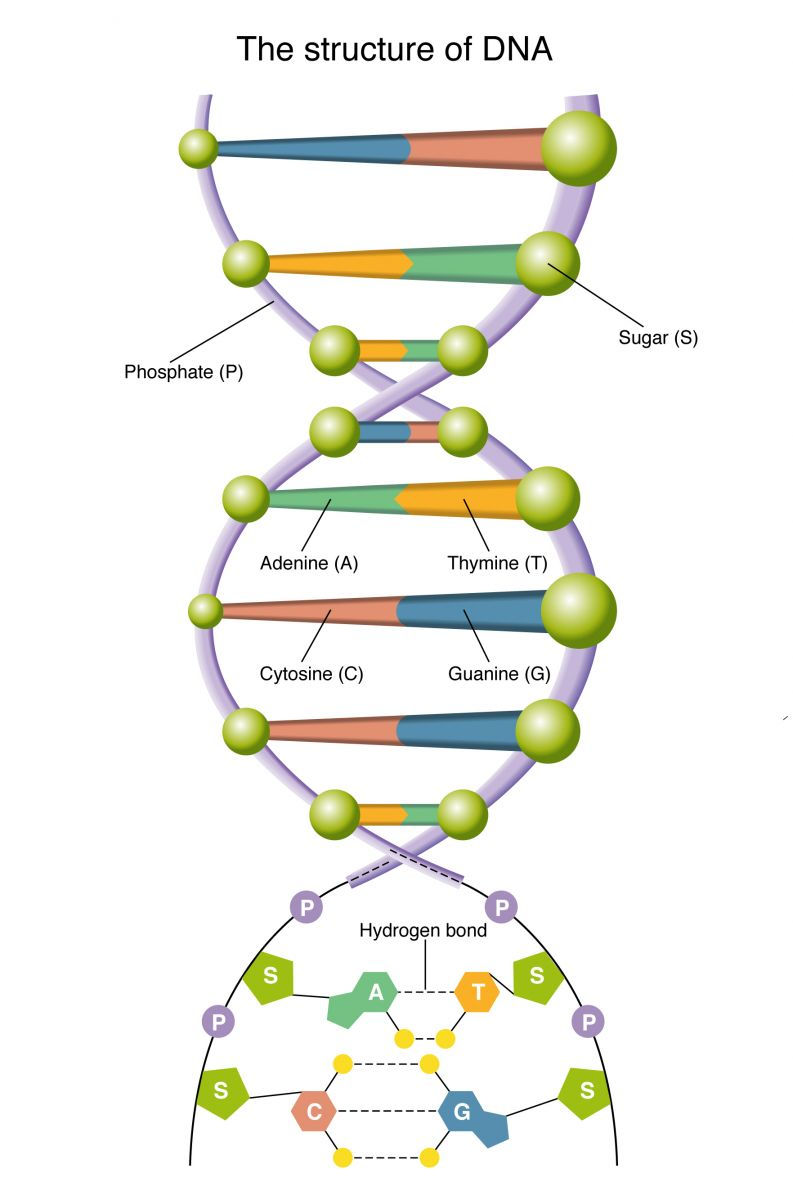 The structure of DNA
Sugar (S)
Phosphate (P)
Adenine (A) Thymine (T)
Cytosine (C) Guanine (G)
P P
Hydrogen bond
S A T S
P P
S C G S